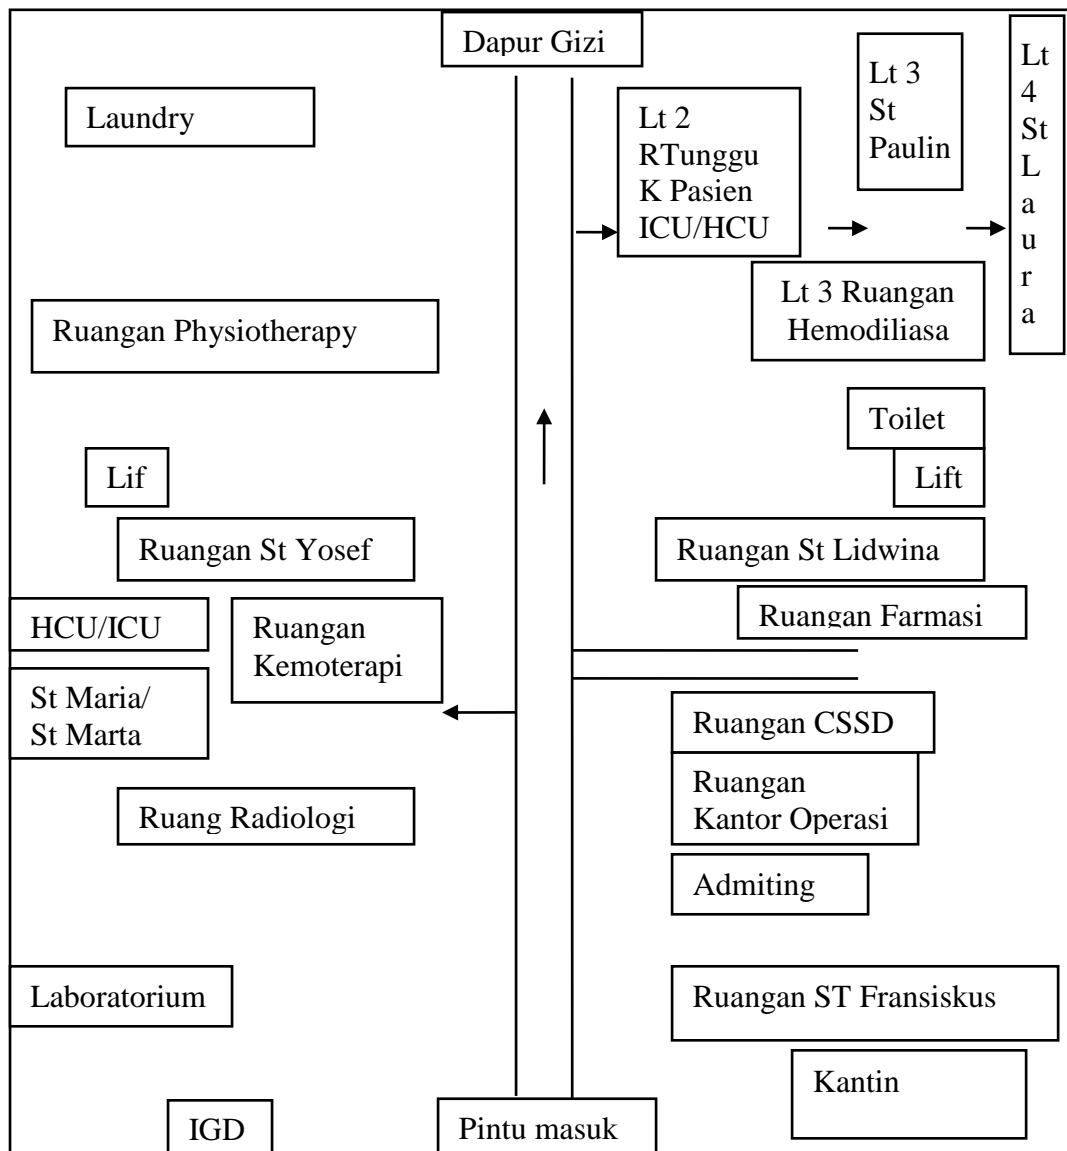 Dapur Gizi
Laundry
Lt 2
RTunggu
K Pasien
ICU/HCU
Lt 3
St
Paulin
Lt
4
St
L
a
u
r
a
Lt 3 Ruangan
Hemodiliasa
Ruangan Physiotherapy
Toilet
Lif
Lift
Ruangan St Yosef
Ruangan St Lidwina
HCU/ICU
Ruangan
Kemoterapi
Ruangan Farmasi
St Maria/
St Marta
Ruangan CSSD
Ruang Radiologi
Ruangan
Kantor Operasi
Admiting
Laboratorium
Ruangan ST Fransiskus
Kantin
IGD
Pintu masuk